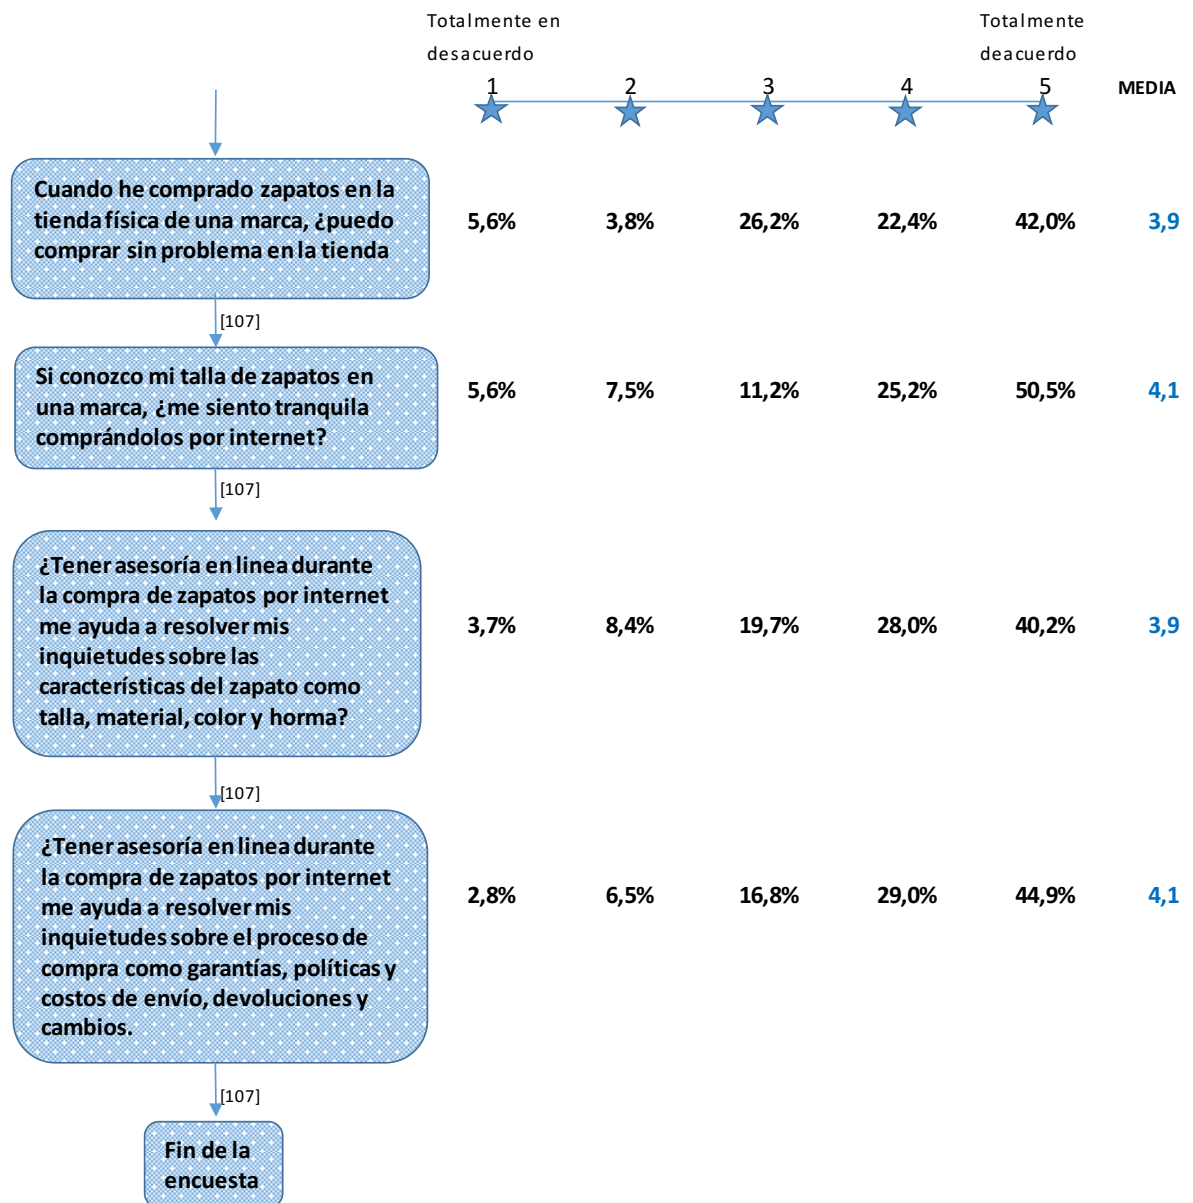 Totalmente en
desacuerdo
Totalmente
deacuerdo
1 2 3 4 5 MEDIA
Cuando he comprado zapatos en la
tienda física de una marca, ¿puedo
comprar sin problema en la tienda
5,6% 3,8% 26,2% 22,4% 42,0% 3,9
[107]
Si conozco mi talla de zapatos en
una marca, ¿me siento tranquila
comprándolos por internet?
5,6% 7,5% 11,2% 25,2% 50,5% 4,1
[107]
¿Tener asesoría en linea durante
la compra de zapatos por internet
me ayuda a resolver mis
inquietudes sobre las
características del zapato como
talla, material, color y horma?
3,7% 8,4% 19,7% 28,0% 40,2% 3,9
[107]
¿Tener asesoría en linea durante
la compra de zapatos por internet
me ayuda a resolver mis
inquietudes sobre el proceso de
compra como garantías, políticas y
costos de envío, devoluciones y
cambios.
2,8% 6,5% 16,8% 29,0% 44,9% 4,1
[107]
Fin de la
encuesta